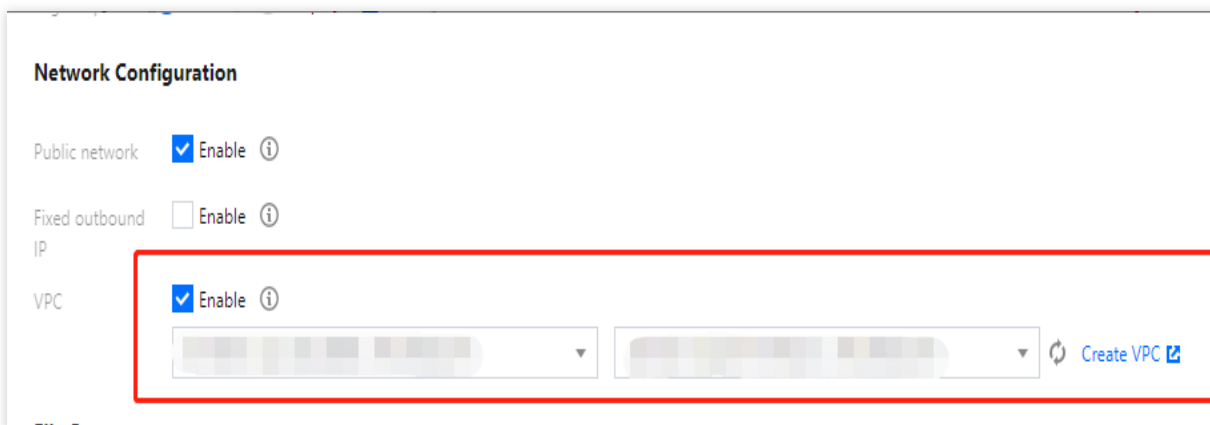 Network Configuration
Public network Enable
Fixed outbound Enable
IP
VPC Enable
Create VPC